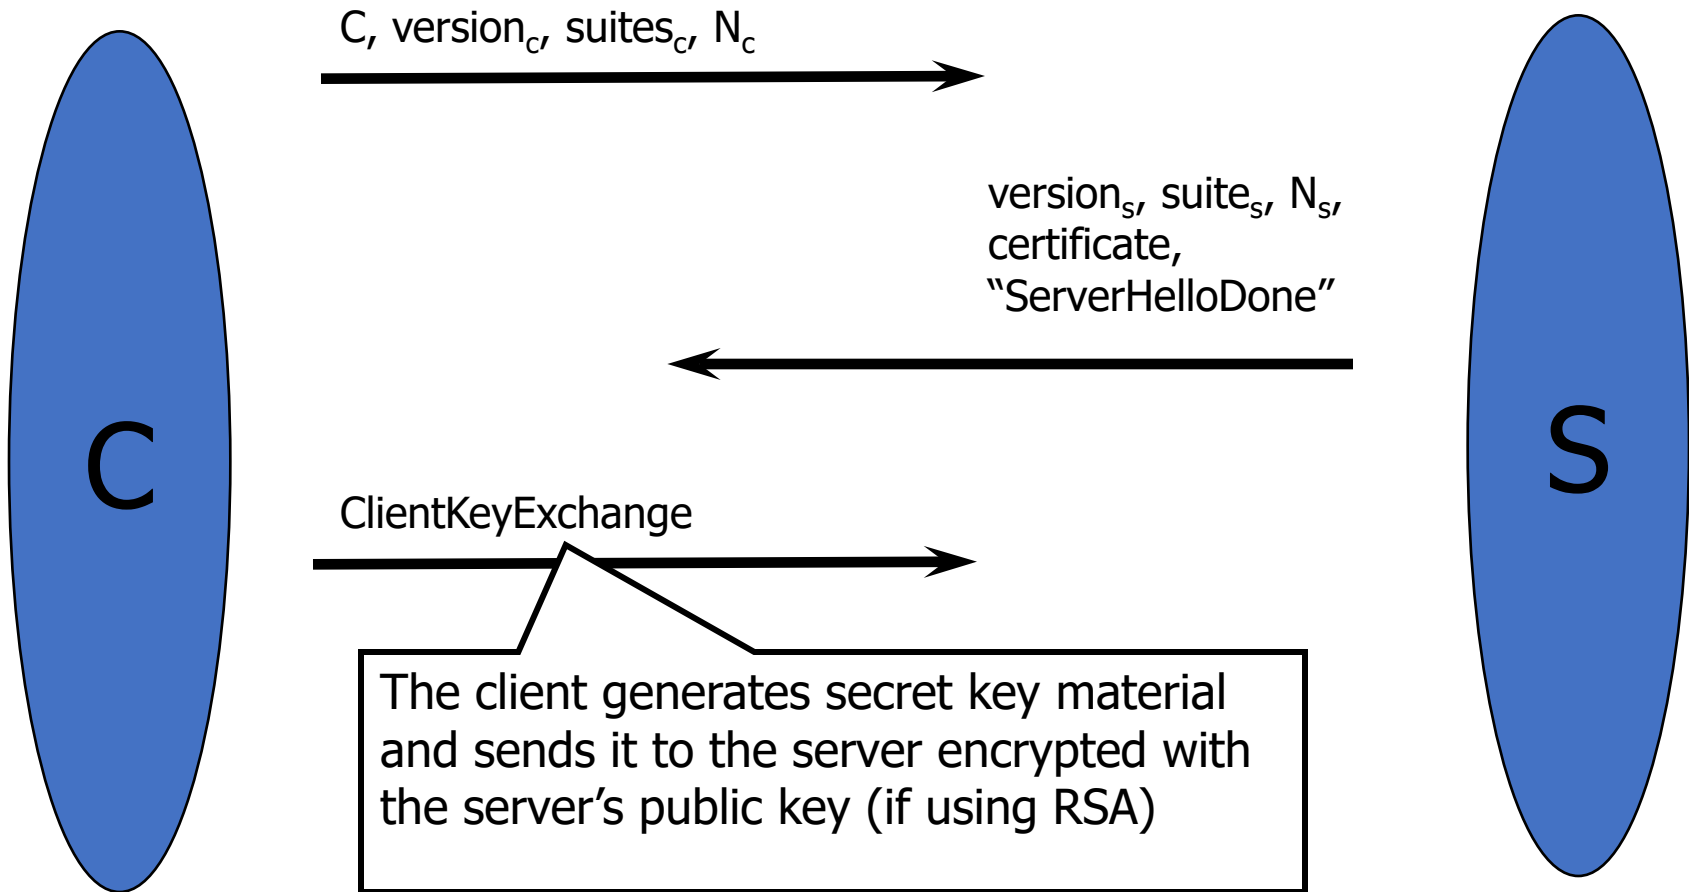 C, version_c, suites_c, N_c
version_s, suite_s, N_s,
certificate,
“ServerHelloDone”
C
S
ClientKeyExchange
The client generates secret key material
and sends it to the server encrypted with
the server’s public key (if using RSA)